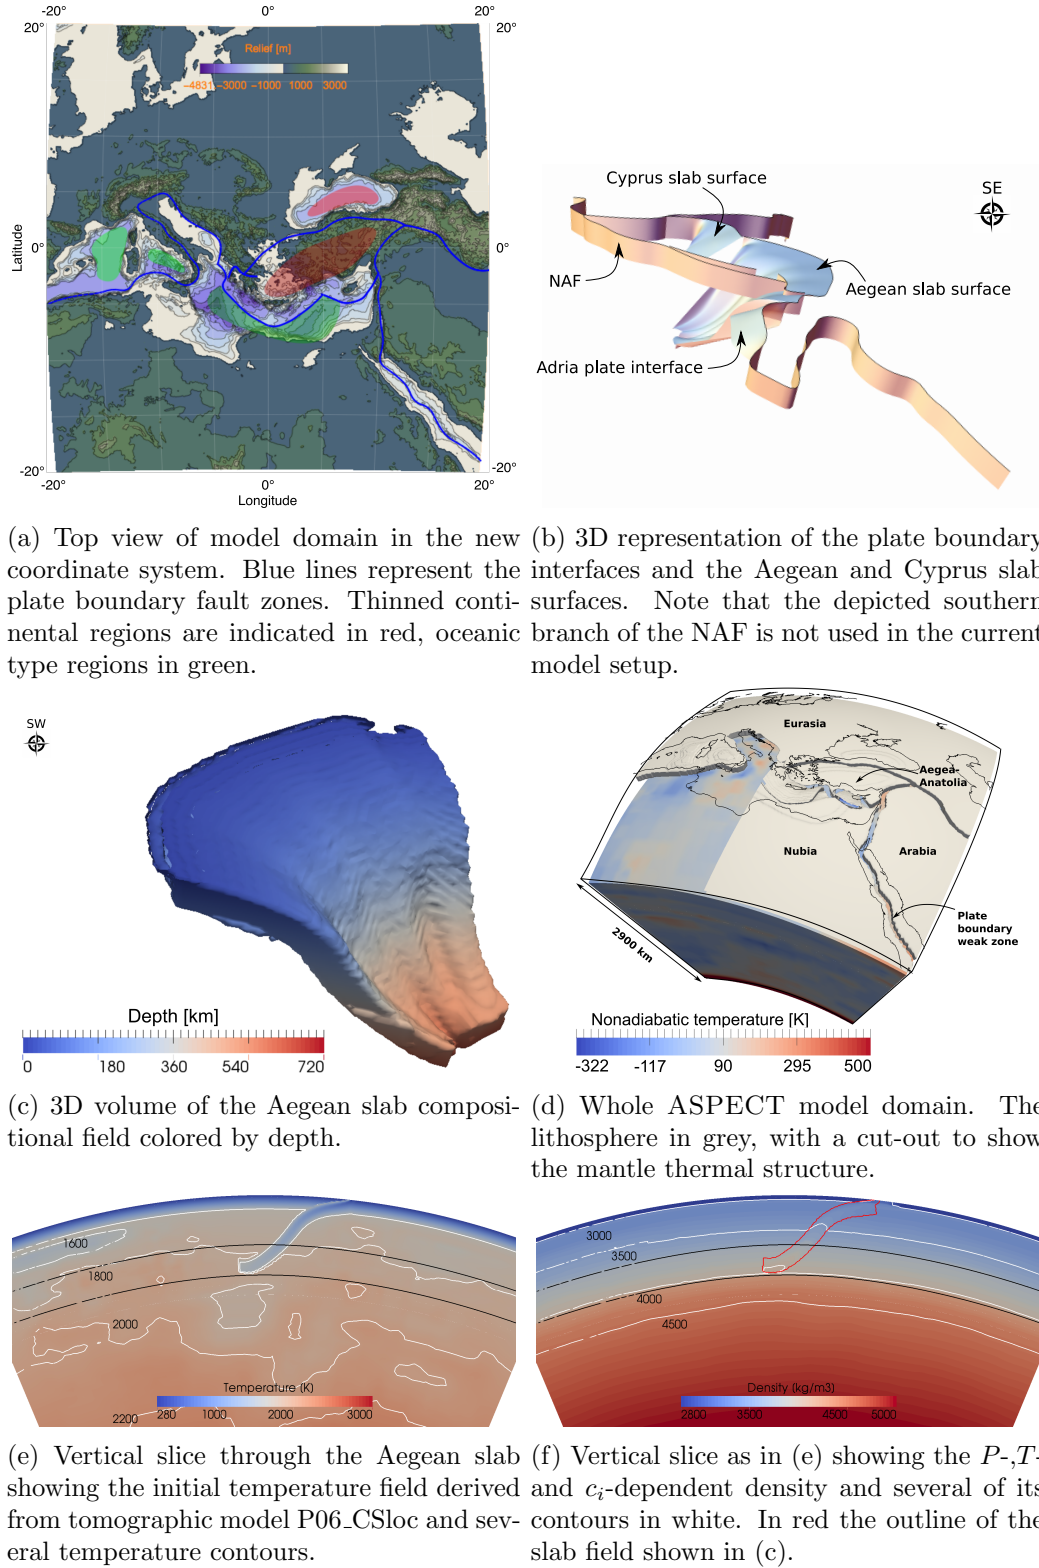 -20° 0° 20°
20° 20°
Relief [m]
-4831 -3000 -1000 1000 3000
Latitude
0° 0°
-20° -20°
-20° 0° 20°
Longitude
Cyprus slab surface
SE
NAF
Aegean slab surface
Adria plate interface
(a) Top view of model domain in the new
coordinate system. Blue lines represent the
plate boundary fault zones. Thinned conti-
nental regions are indicated in red, oceanic
type regions in green.
(b) 3D representation of the plate boundary
interfaces and the Aegean and Cyprus slab
surfaces. Note that the depicted southern
branch of the NAF is not used in the current
model setup.
SW
Depth [km]
0 180 360 540 720
Eurasia
Aegea-
Anatolia
Nubia
Arabia
Plate
boundary
weak zone
2900 km
Nonadiabatic temperature [K]
-322 -117 90 295 500
(c) 3D volume of the Aegean slab composi-
tional field colored by depth.
(d) Whole ASPECT model domain. The
lithosphere in grey, with a cut-out to show
the mantle thermal structure.
1600
1800
2000
2200
Temperature [K]
280 1000 2000 3000
3000
3500
4000
4500
Density [kg/m3]
2800 3500 4500 5000
(e) Vertical slice through the Aegean slab
showing the initial temperature field derived
from tomographic model P06_CSloc and sev-
eral temperature contours.
(f) Vertical slice as in (e) showing the P-,T-
and cᵢ-dependent density and several of its
contours in white. In red the outline of the
slab field shown in (c).